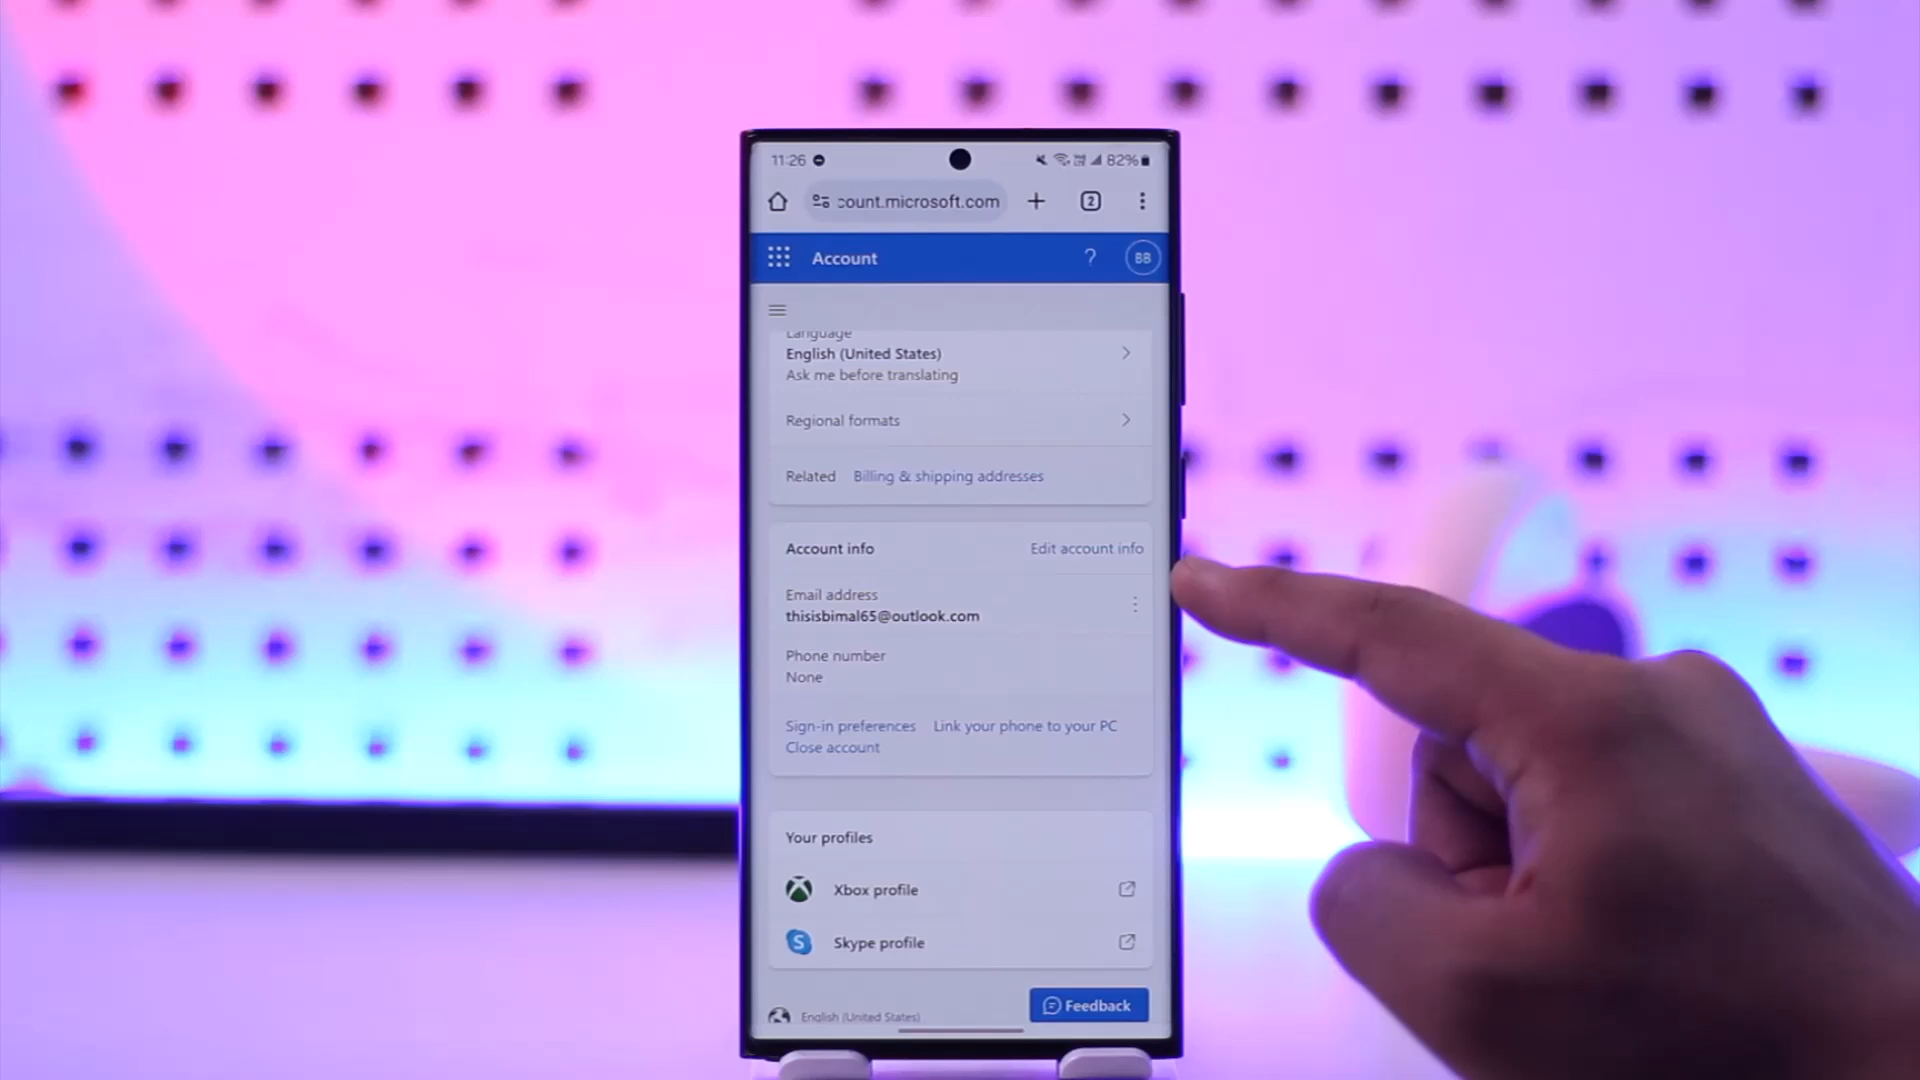 11:26
82%
count.microsoft.com
2
Account
?
BB
Language
English (United States)
Ask me before translating
Regional formats
Related Billing & shipping addresses
Account info Edit account info
Email address
thisisbimal65@outlook.com
Phone number
None
Sign-in preferences Link your phone to your PC
Close account
Your profiles
Xbox profile
S Skype profile
Feedback
English (United States)